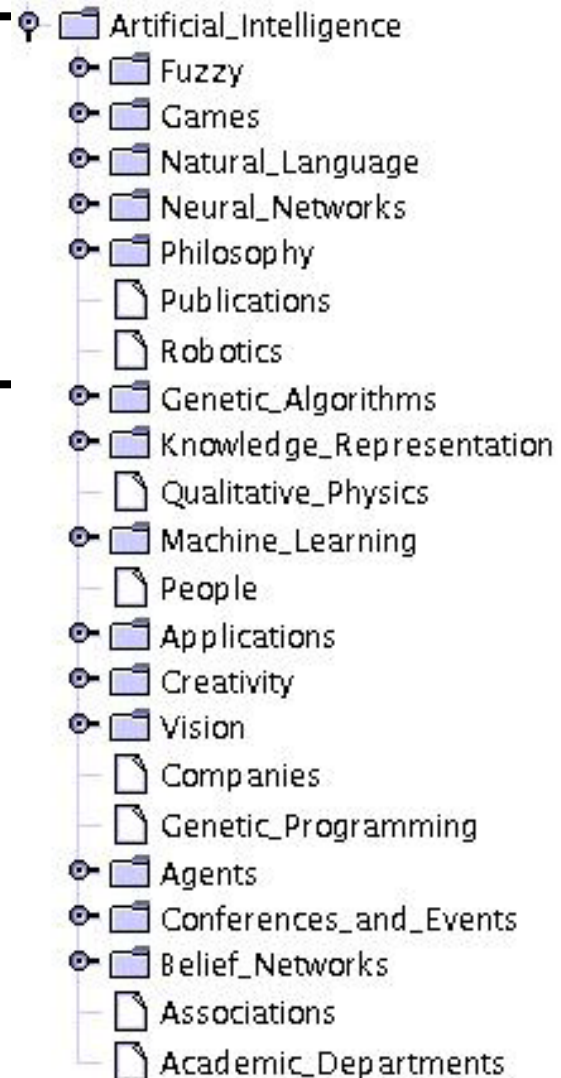 Artificial_Intelligence
Fuzzy
Games
Natural_Language
Neural_Networks
Philosophy
Publications
Robotics
Genetic_Algorithms
Knowledge_Representation
Qualitative_Physics
Machine_Learning
People
Applications
Creativity
Vision
Companies
Genetic_Programming
Agents
Conferences_and_Events
Belief_Networks
Associations
Academic_Departments